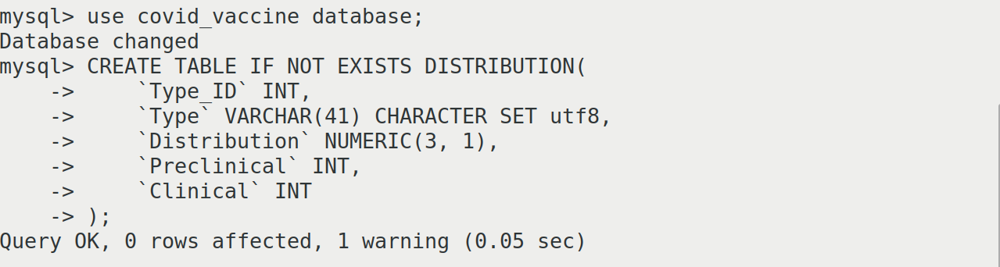 mysql> use covid_vaccine database;
Database changed
mysql> CREATE TABLE IF NOT EXISTS DISTRIBUTION(
    ->     `Type_ID` INT,
    ->     `Type` VARCHAR(41) CHARACTER SET utf8,
    ->     `Distribution` NUMERIC(3, 1),
    ->     `Preclinical` INT,
    ->     `Clinical` INT
    -> );
Query OK, 0 rows affected, 1 warning (0.05 sec)